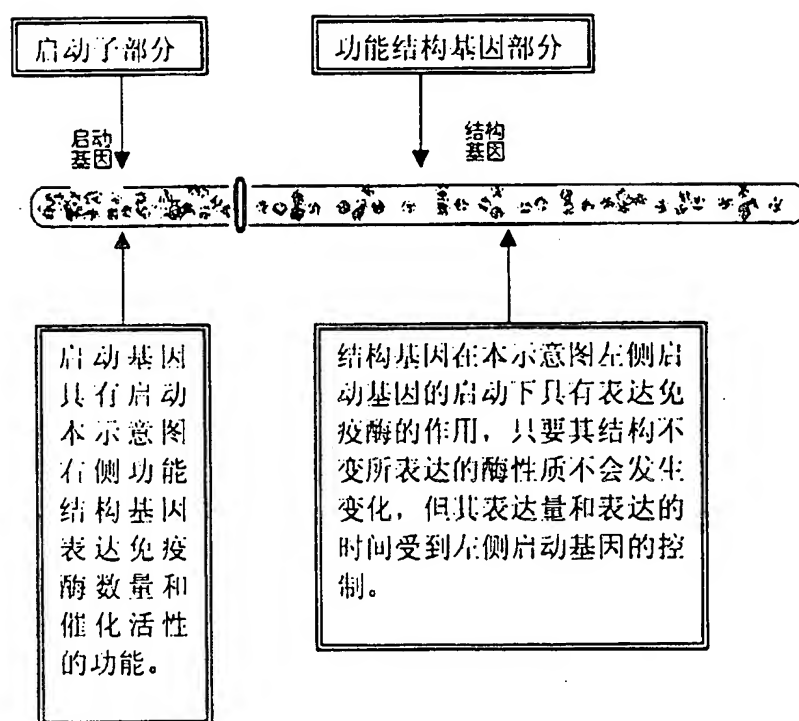 启动子部分
功能结构基因部分
启动
基因
结构
基因
启动基因
具有启动
本示意图
右侧功能
结构基因
表达免疫
酶数量和
催化活性
的功能。
结构基因在本示意图左侧启
动基因的启动下具有表达免
疫酶的作用，只要其结构不
变所表达的酶性质不会发生
变化，但其表达量和表达的
时间受到左侧启动基因的控
制。